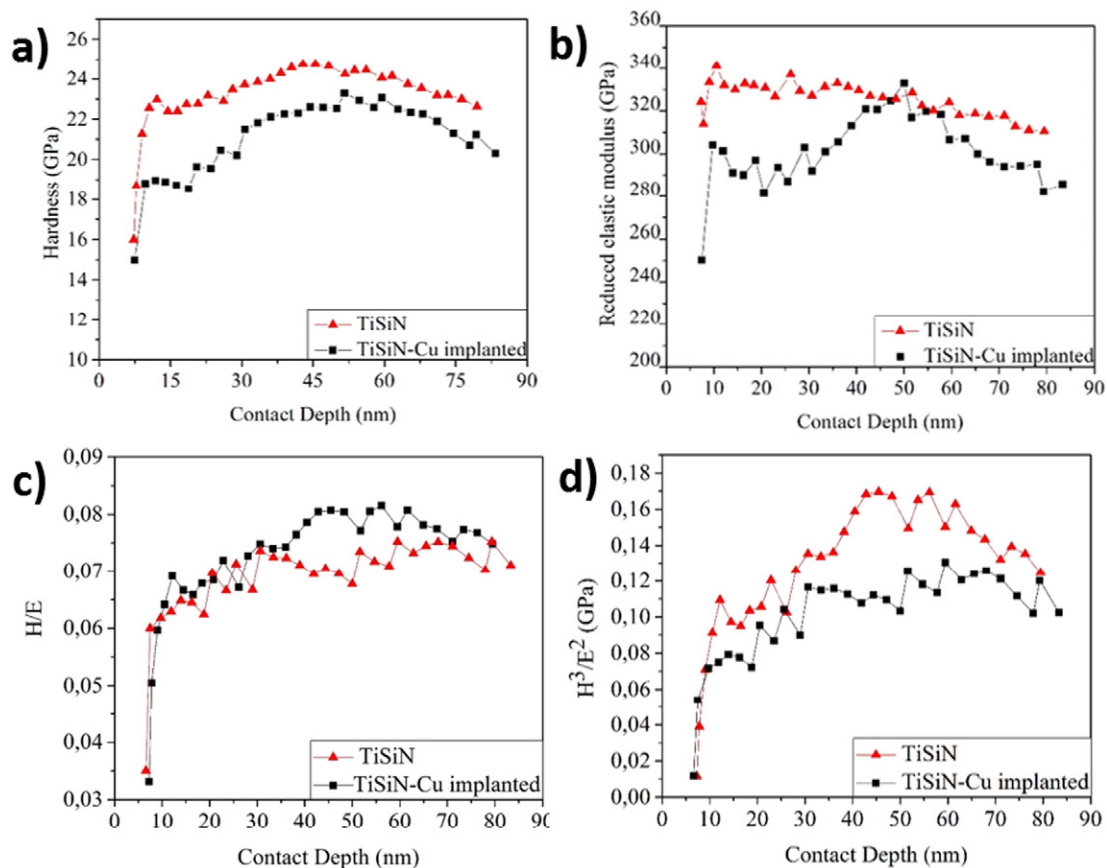 a)
26
24
22
20
18
16
14
12
10
Hardness (GPa)
TiSiN
TiSiN-Cu implanted
0 15 30 45 60 75 90
Contact Depth (nm)
b)
360
340
320
300
280
260
240
220
200
Reduced elastic modulus (GPa)
TiSiN
TiSiN-Cu implanted
0 10 20 30 40 50 60 70 80 90
Contact Depth (nm)
c)
0,09
0,08
0,07
0,06
0,05
0,04
0,03
H/E
TiSiN
TiSiN-Cu implanted
0 10 20 30 40 50 60 70 80 90
Contact Depth (nm)
d)
0,18
0,16
0,14
0,12
0,10
0,08
0,06
0,04
0,02
0,00
H³/E² (GPa)
TiSiN
TiSiN-Cu implanted
0 10 20 30 40 50 60 70 80 90
Contact Depth (nm)